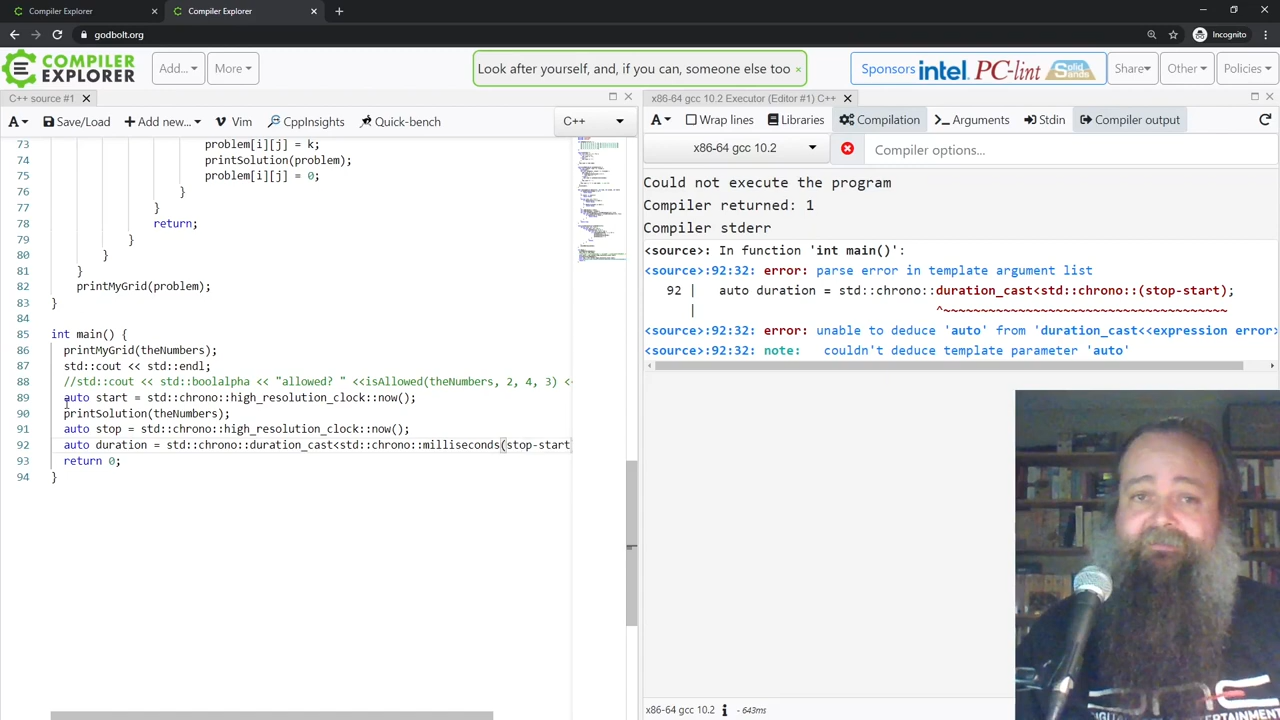 Compiler Explorer
Compiler Explorer
godbolt.org
Incognito
COMPILER EXPLORER
Add...
More
Look after yourself, and, if you can, someone else too ×
Sponsors intel PC-lint Solid Sands
Share
Other
Policies
C++ source #1
A
Save/Load
Add new...
Vim
CppInsights
Quick-bench
C++
73 problem[i][j] = k;
74 printSolution(problem);
75 problem[i][j] = 0;
76 }
77 }
78 return;
79 }
80 }
81 }
82 printMyGrid(problem);
83 }
84
85 int main() {
86 printMyGrid(theNumbers);
87 std::cout << std::endl;
88 //std::cout << std::boolalpha << "allowed? " <<isAllowed(theNumbers, 2, 4, 3) <
89 auto start = std::chrono::high_resolution_clock::now();
90 printSolution(theNumbers);
91 auto stop = std::chrono::high_resolution_clock::now();
92 auto duration = std::chrono::duration_cast<std::chrono::milliseconds(stop-start
93 return 0;
94 }
x86-64 gcc 10.2 Executor (Editor #1) C++
A
Wrap lines
Libraries
Compilation
Arguments
Stdin
Compiler output
x86-64 gcc 10.2
Compiler options...
Could not execute the program
Compiler returned: 1
Compiler stderr
<source>: In function 'int main()':
<source>:92:32: error: parse error in template argument list
92 | auto duration = std::chrono::duration_cast<std::chrono::(stop-start);
| ^~~~~~~~~~~~~~~~~~~~~~~~~~~~~~~~~~~~~~~
<source>:92:32: error: unable to deduce 'auto' from 'duration_cast<<expression error>
<source>:92:32: note: couldn't deduce template parameter 'auto'
x86-64 gcc 10.2 - 643ms